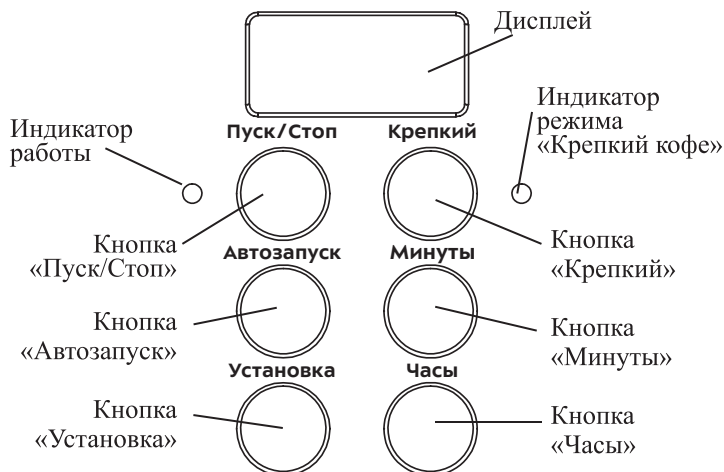 Дисплей
Индикатор
режима
«Крепкий кофе»
Индикатор
работы
Пуск/Стоп
Крепкий
Кнопка
«Пуск/Стоп»
Кнопка
«Крепкий»
Автозапуск
Минуты
Кнопка
«Автозапуск»
Кнопка
«Минуты»
Установка
Часы
Кнопка
«Установка»
Кнопка
«Часы»